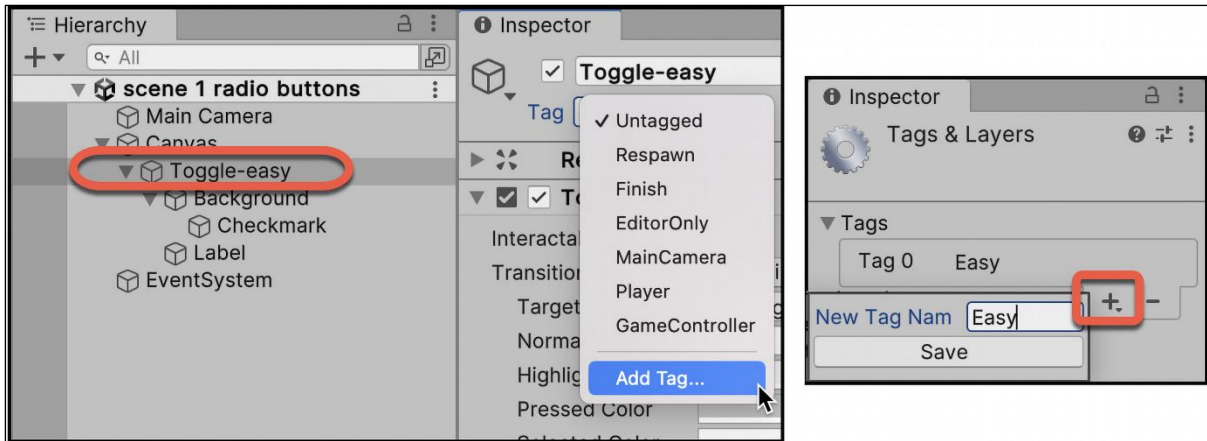 Hierarchy
All
scene 1 radio buttons
Main Camera
Canvas
Toggle-easy
Background
Checkmark
Label
EventSystem
Inspector
Toggle-easy
Tag
✓ Untagged
Respawn
Finish
EditorOnly
MainCamera
Player
GameController
Add Tag...
Interacta
Transition
Target
Norma
Highlig
Pressed Color
Inspector
Tags & Layers
Tags
Tag 0 Easy
New Tag Nam Easy
Save